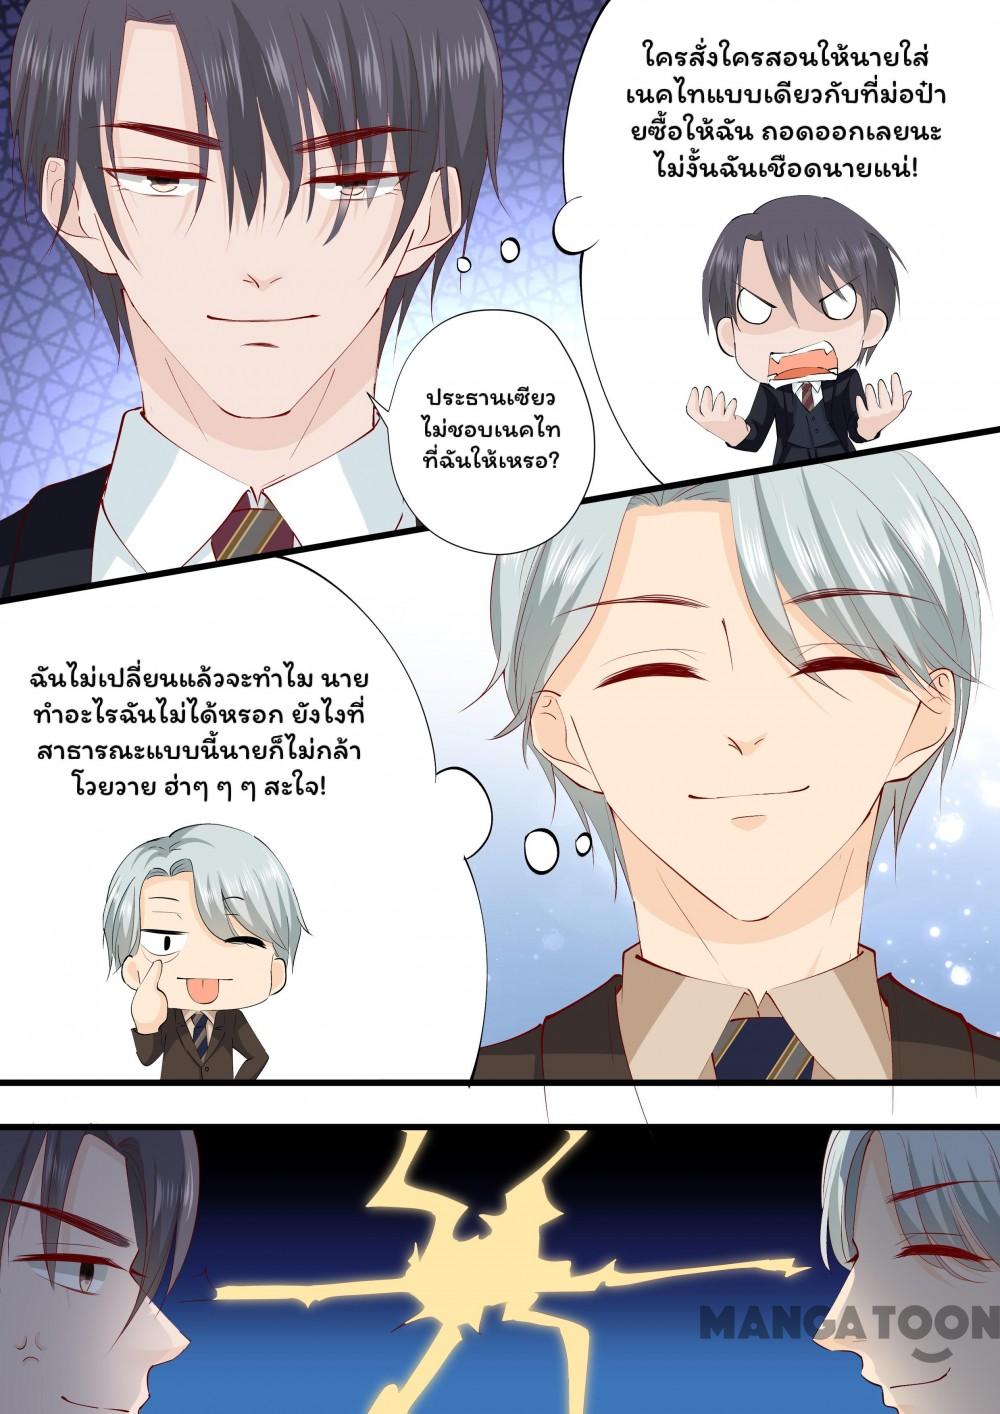 ใครสั่งใครสอนให้นายใส่
เนคไทแบบเดียวกับที่ม่อป๋า
ยซื้อให้ฉัน ถอดออกเลยนะ
ไม่งั้นฉันเชือดนายแน่!
ประธานเซียว
ไม่ชอบเนคไท
ที่ฉันให้เหรอ?
ฉันไม่เปลี่ยนแล้วจะทำไม นาย
ทำอะไรฉันไม่ได้หรอก ยังไงที่
สาธารณะแบบนี้นายก็ไม่กล้า
โวยวาย ฮ่าๆ ๆ ๆ สะใจ!
MANGATOON